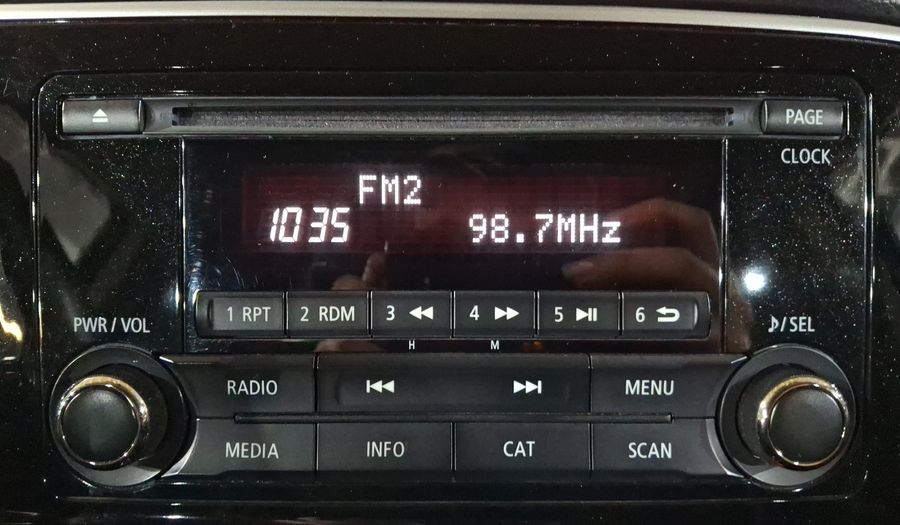 PAGE
CLOCK
FM2
1035 98.7MHz
1 RPT 2 RDM 3 4 5 6
H M
PWR / VOL
/SEL
RADIO MENU
MEDIA INFO CAT SCAN